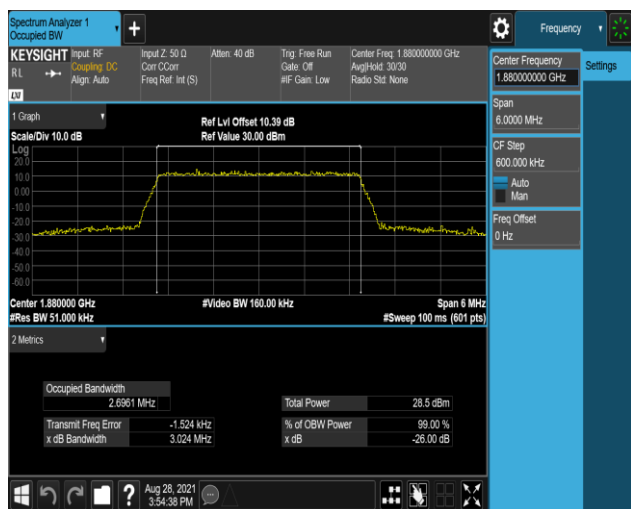 Spectrum Analyzer 1
Occupied BW
Frequency
KEYSIGHT
RL
LXI
Input: RF
Coupling: DC
Align: Auto
Input Z: 50 Ω
Corr CCorr
Freq Ref: Int (S)
Atten: 40 dB
Trig: Free Run
Gate: Off
#IF Gain: Low
Center Freq: 1.880000000 GHz
Avg|Hold: 30/30
Radio Std: None
Center Frequency
1.880000000 GHz
Settings
Span
6.0000 MHz
CF Step
600.000 kHz
Auto
Man
Freq Offset
0 Hz
1 Graph
Scale/Div 10.0 dB
Ref Lvl Offset 10.39 dB
Ref Value 30.00 dBm
Log
20.0
10.0
0.00
-10.0
-20.0
-30.0
-40.0
-50.0
-60.0
Center 1.880000 GHz
#Res BW 51.000 kHz
#Video BW 160.00 kHz
Span 6 MHz
#Sweep 100 ms (601 pts)
2 Metrics
Occupied Bandwidth
2.6961 MHz
Total Power 28.5 dBm
Transmit Freq Error -1.524 kHz
% of OBW Power 99.00 %
x dB Bandwidth 3.024 MHz
x dB -26.00 dB
?
Aug 28, 2021
3:54:38 PM